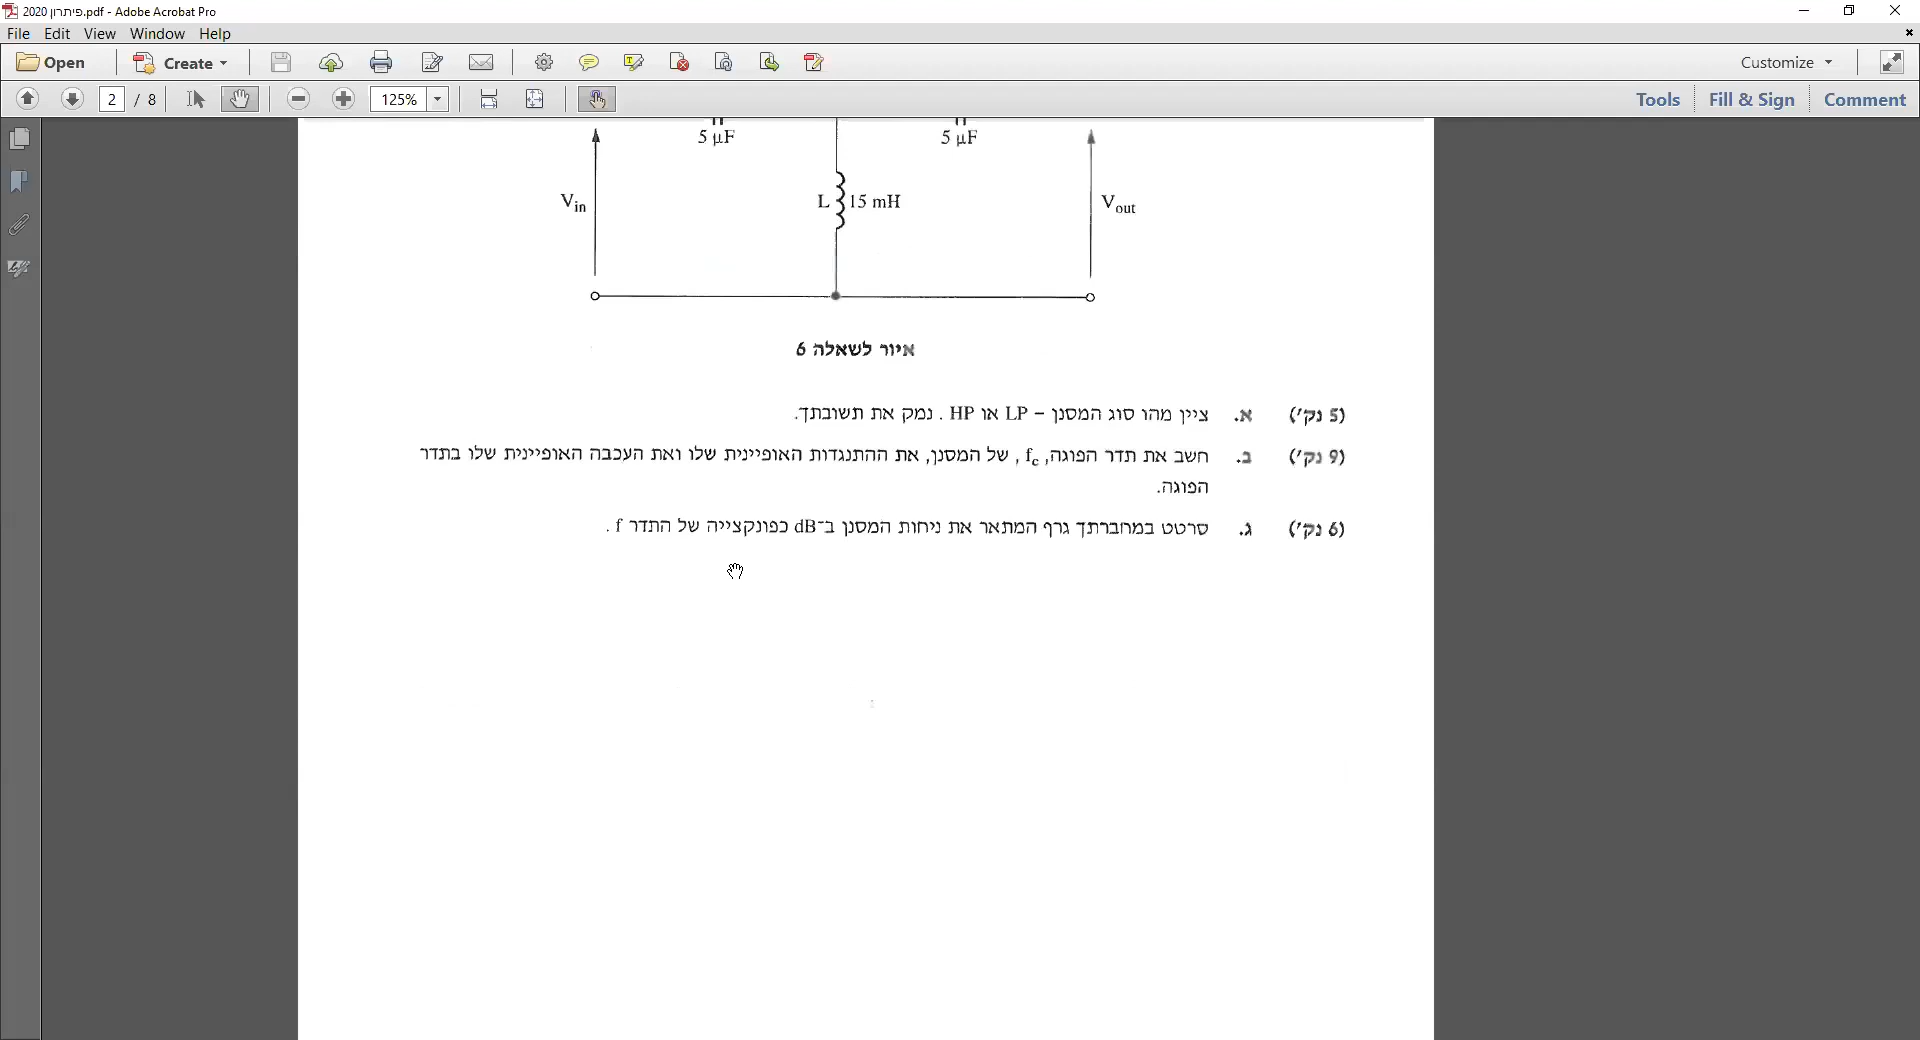 2020 פיתרון.pdf - Adobe Acrobat Pro
File Edit View Window Help
Open Create Customize
2 / 8 125% Tools Fill & Sign Comment
5 µF 5 µF
Vin L 15 mH Vout
איור לשאלה 6
(5 נק') א. ציין מהו סוג המסנן – LP או HP . נמק את תשובתך.
(9 נק') ב. חשב את תדר הפוגה, fc , של המסנן, את ההתנגדות האופיינית שלו ואת העכבה האופיינית שלו בתדר
הפוגה.
(6 נק') ג. סרטט במחברתך גרף המתאר את ניחות המסנן ב־dB כפונקצייה של התדר f .